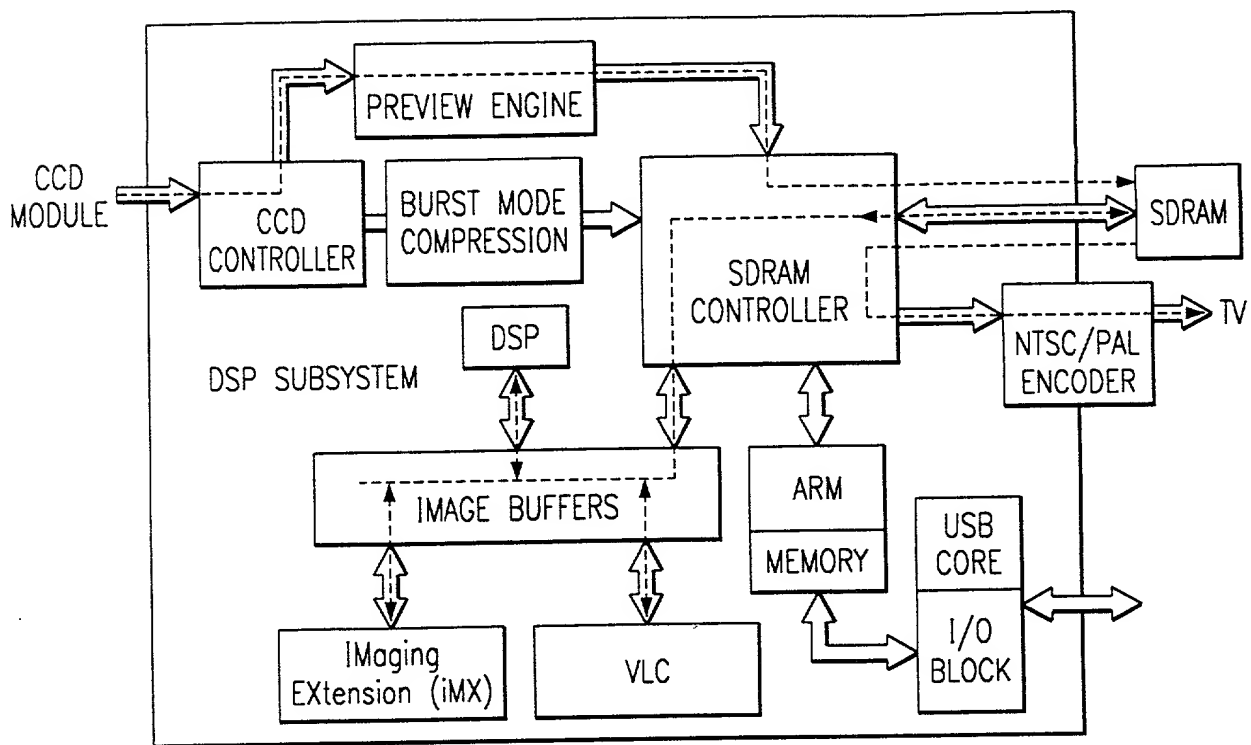 PREVIEW ENGINE
CCD
MODULE
CCD
CONTROLLER
BURST MODE
COMPRESSION
SDRAM
CONTROLLER
SDRAM
TV
NTSC/PAL
ENCODER
DSP
DSP SUBSYSTEM
IMAGE BUFFERS
ARM
MEMORY
USB
CORE
I/O
BLOCK
IMaging
EXtension (iMX)
VLC